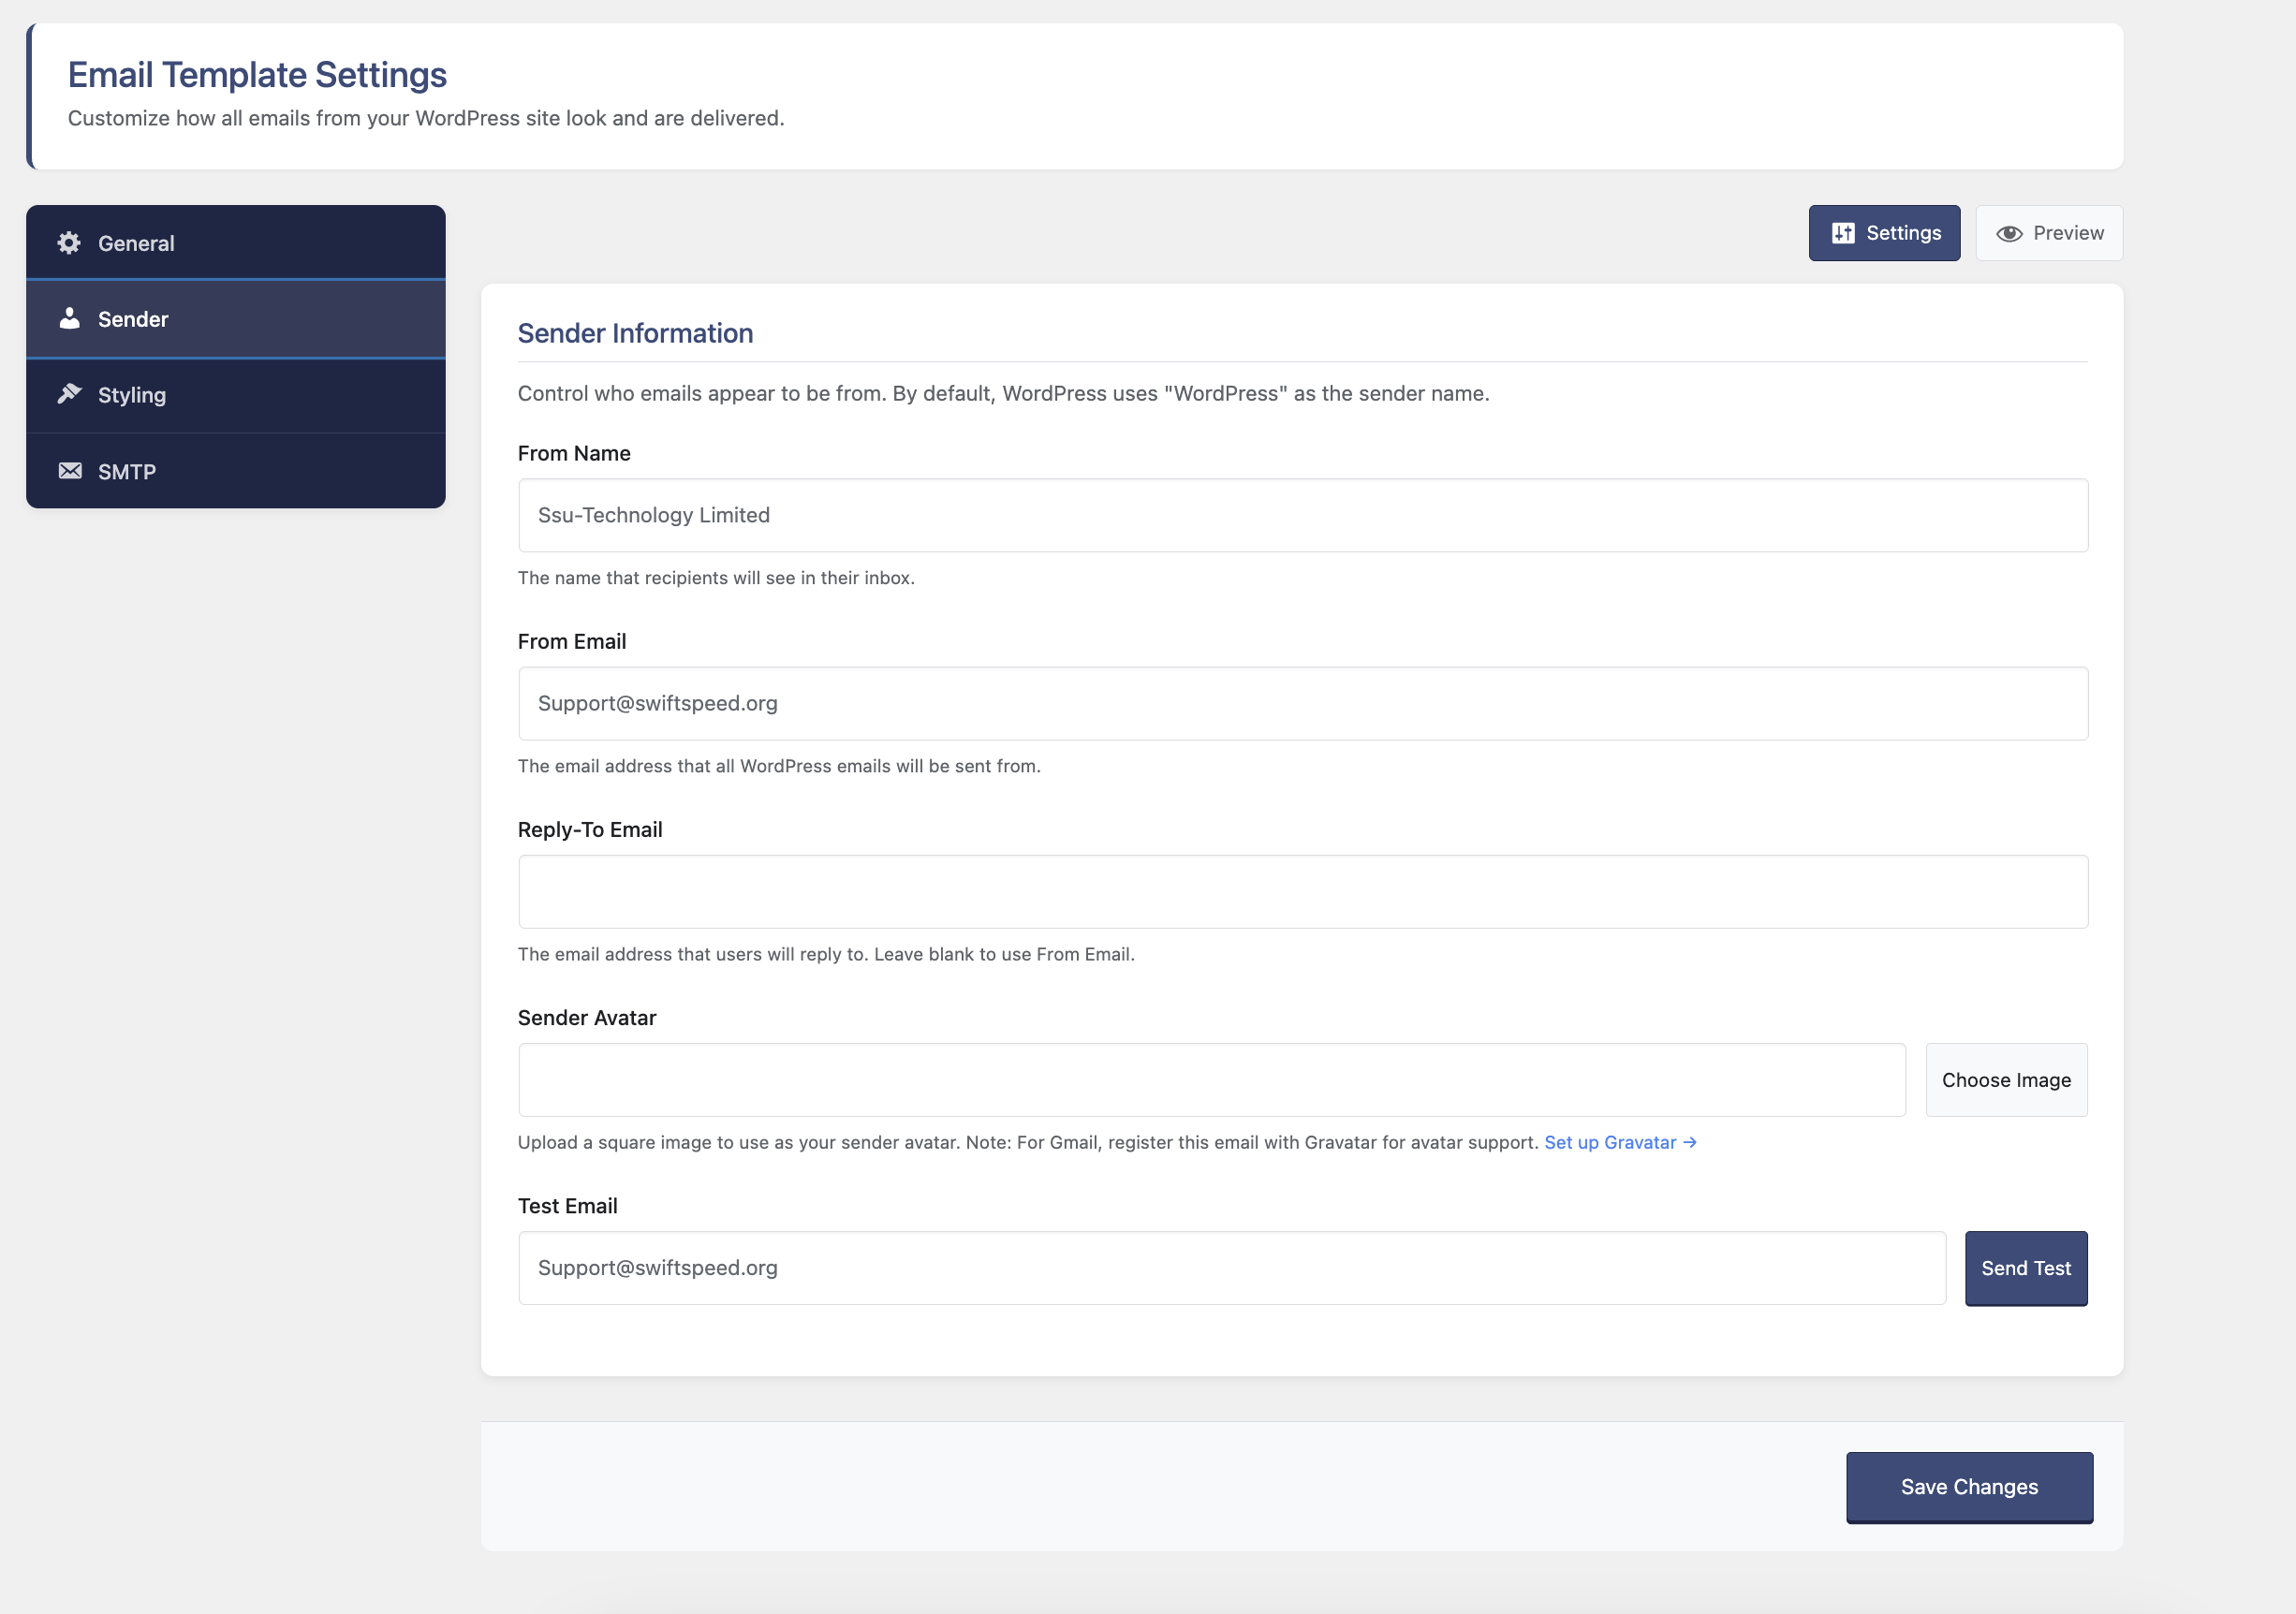 Email Template Settings
Customize how all emails from your WordPress site look and are delivered.
General
Sender
Styling
SMTP
Settings
Preview
Sender Information
Control who emails appear to be from. By default, WordPress uses "WordPress" as the sender name.
From Name
Ssu-Technology Limited
The name that recipients will see in their inbox.
From Email
Support@swiftspeed.org
The email address that all WordPress emails will be sent from.
Reply-To Email
The email address that users will reply to. Leave blank to use From Email.
Sender Avatar
Choose Image
Upload a square image to use as your sender avatar. Note: For Gmail, register this email with Gravatar for avatar support. Set up Gravatar →
Test Email
Support@swiftspeed.org
Send Test
Save Changes